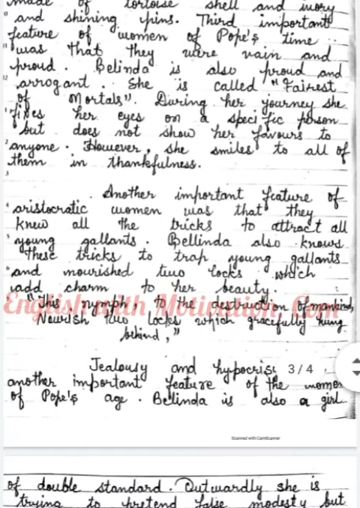 made of tortoise shell and ivory
and shining pins. Third important
feature of women of Pope's time
was that they were vain and
proud. Belinda is also proud and
arrogant. She is called "Fairest
of Mortals". During her journey she
fixes her eyes on a specific person
but does not show her favours to
anyone. However, she smiles to all of
them in thankfulness.
Another important feature of
aristocratic women was that they
knew all the tricks to attract all
young gallants. Bellinda also knows
these tricks to trap young gallants
and nourished two locks which
add charm to her beauty.
English with Motivation. Com
"This nymph, to the destruction of mankind,
Nourish two locks which gracefully hung
behind,"
Jealousy and hypocrisy 3/4
another important feature of the
of Pope's age. Belinda is also a girl
Scanned with CamScanner
of double standard. Outwardly she is
trying to pretend false modesty but